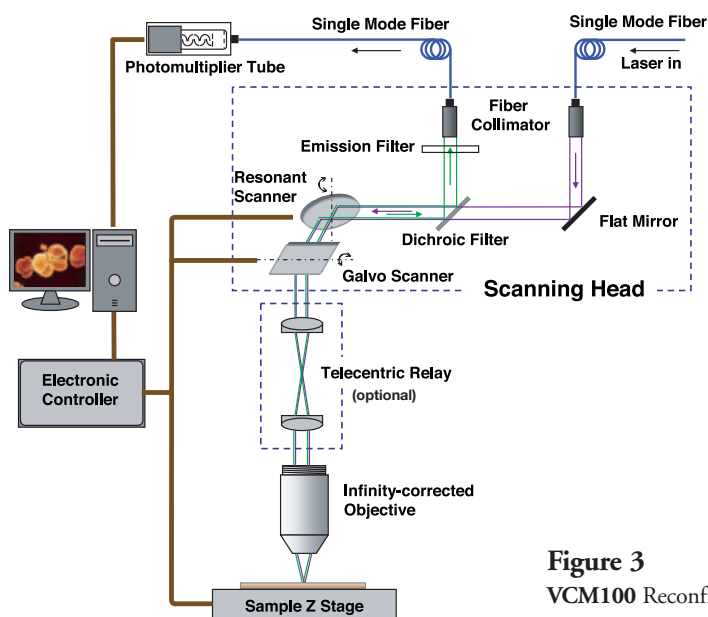 Single Mode Fiber
Single Mode Fiber
Laser in
Photomultiplier Tube
Fiber
Collimator
Emission Filter
Resonant
Scanner
Flat Mirror
Dichroic Filter
Galvo Scanner
Scanning Head
Telecentric Relay
(optional)
Electronic
Controller
Infinity-corrected
Objective
Sample Z Stage
Figure 3
VCM100 Reconf